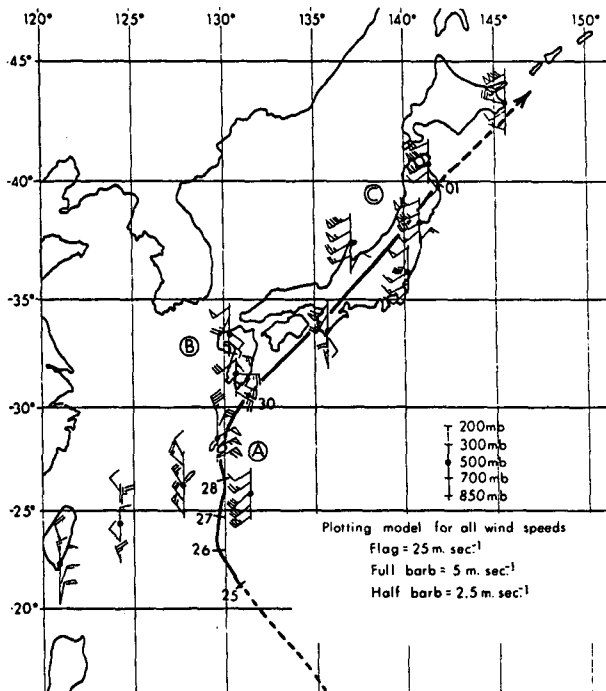 120° 125° 130° 135° 140° 145° 150°
45°
40°
35°
30°
25°
20°
01
C
B
30
A
28
27
26
25
200mb
300mb
500mb
700mb
850mb
Plotting model for all wind speeds
Flag = 25 m. sec⁻¹
Full barb = 5 m. sec⁻¹
Half barb = 2.5 m. sec⁻¹